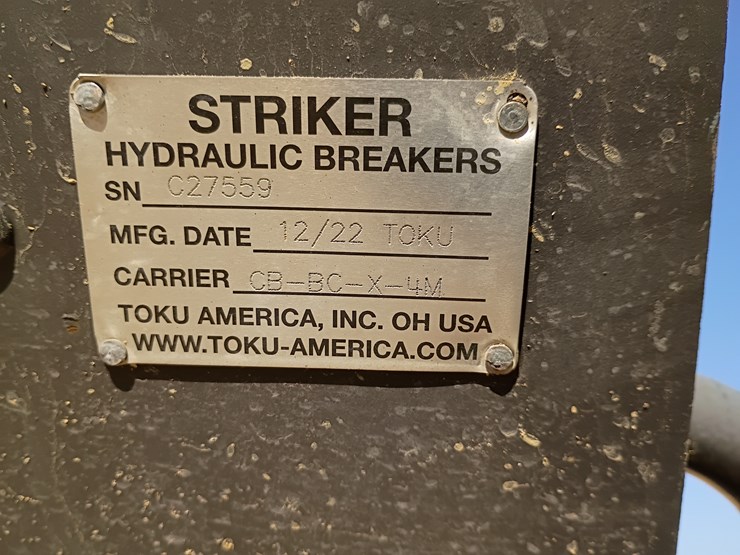 STRIKER
HYDRAULIC BREAKERS
SN C27559
MFG. DATE 12/22 TOKU
CARRIER CB-BC-X-4M
TOKU AMERICA, INC. OH USA
WWW.TOKU-AMERICA.COM